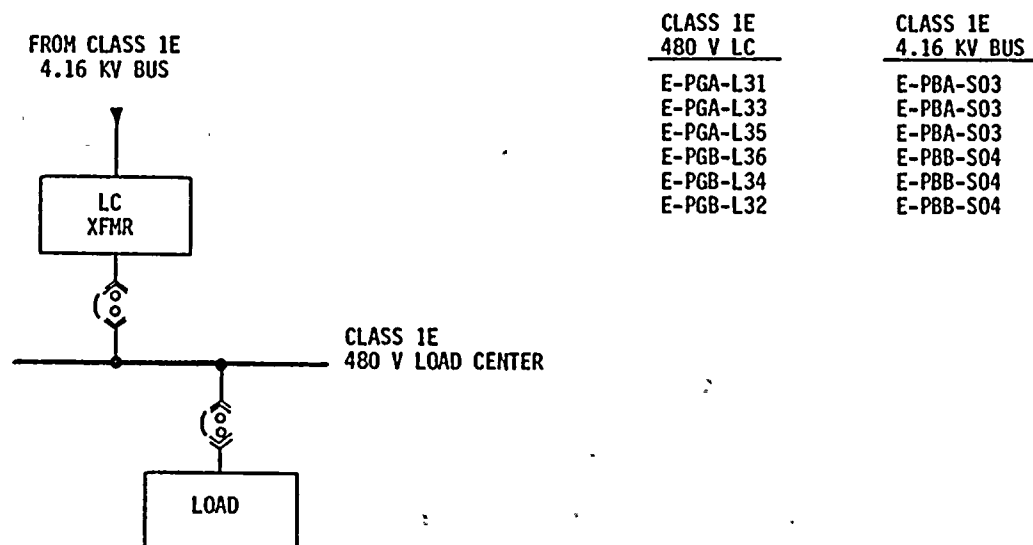 FROM CLASS 1E
4.16 KV BUS
LC
XFMR
CLASS 1E
480 V LOAD CENTER
LOAD
CLASS 1E
480 V LC
E-PGA-L31
E-PGA-L33
E-PGA-L35
E-PGB-L36
E-PGB-L34
E-PGB-L32
CLASS 1E
4.16 KV BUS
E-PBA-S03
E-PBA-S03
E-PBA-S03
E-PBB-S04
E-PBB-S04
E-PBB-S04